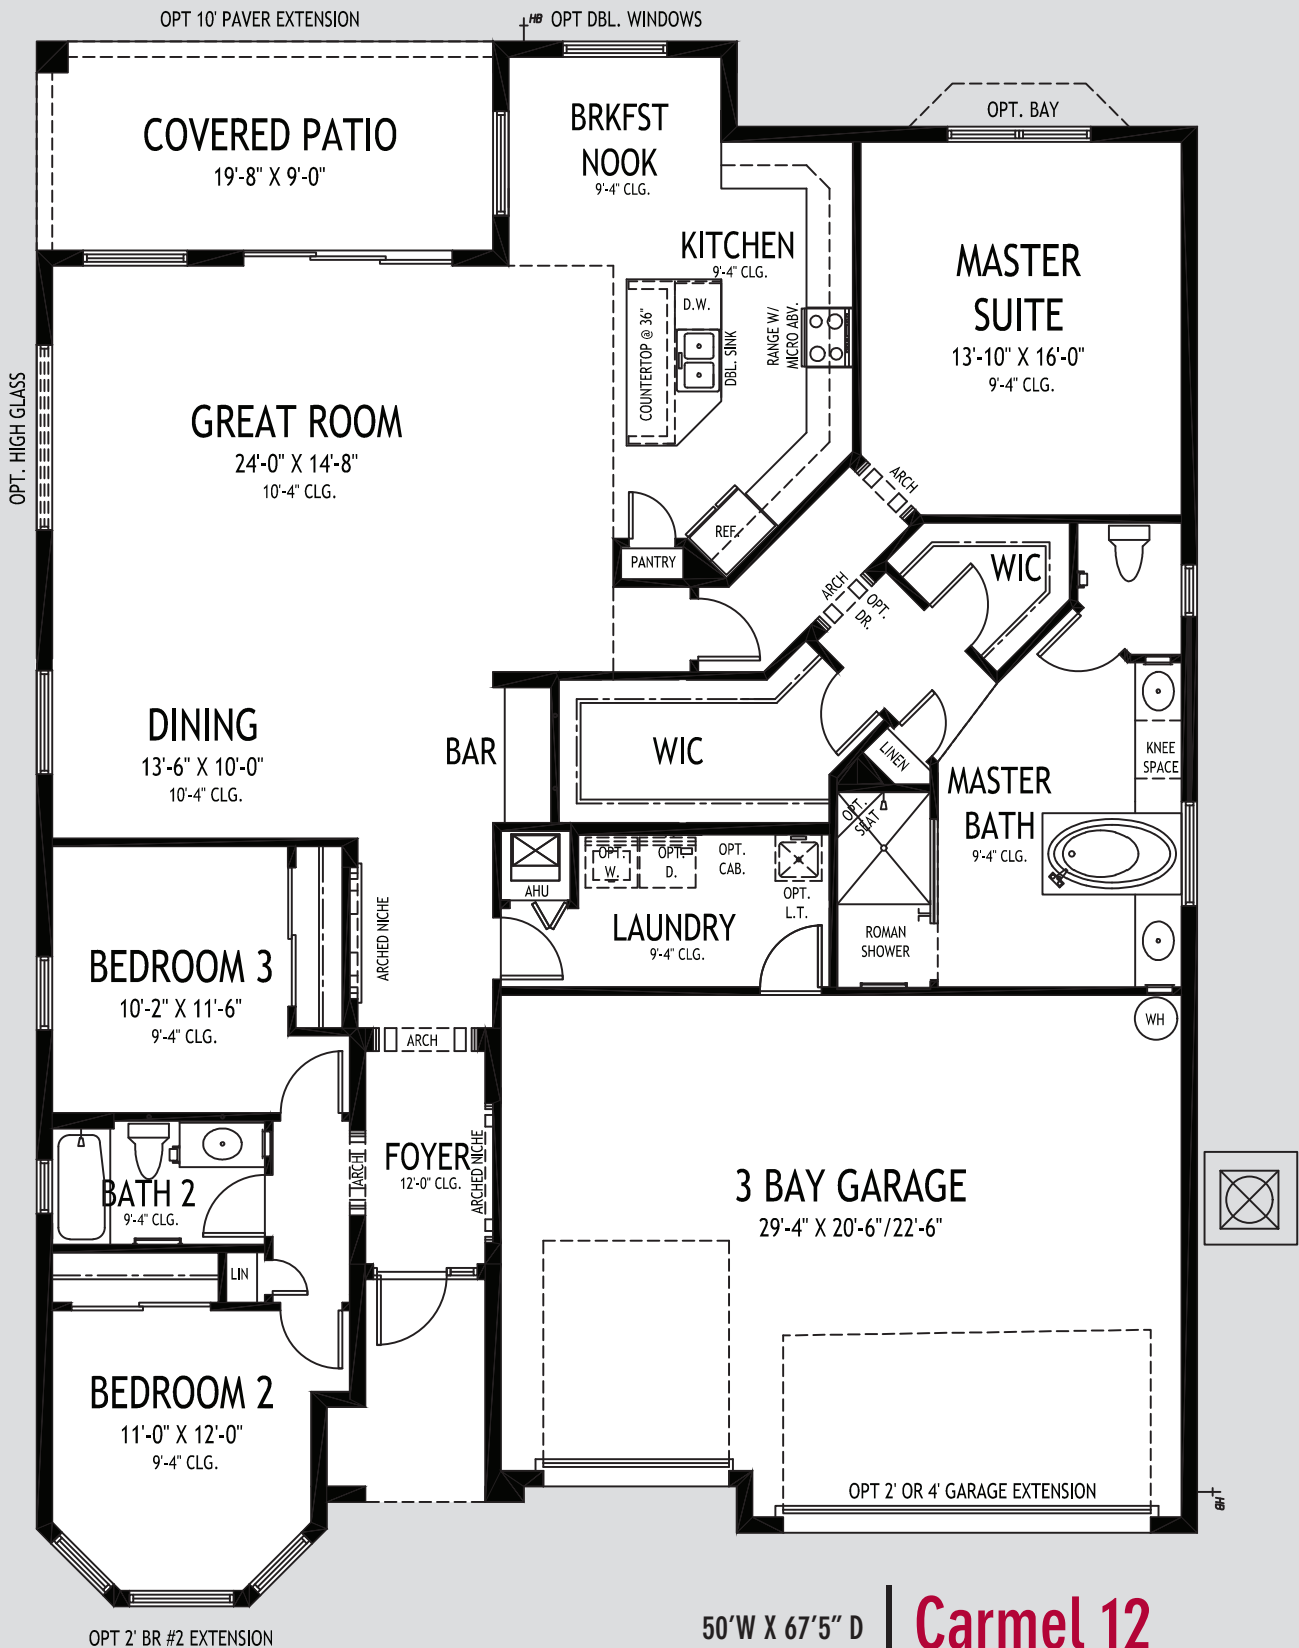 OPT 10' PAVER EXTENSION
HB OPT DBL. WINDOWS
COVERED PATIO
19'-8" X 9'-0"
BRKFST
NOOK
9'-4" CLG.
OPT. BAY
KITCHEN
9'-4" CLG.
MASTER
SUITE
13'-10" X 16'-0"
9'-4" CLG.
D.W.
COUNTERTOP @ 36"
DBL. SINK
RANGE W/
MICRO ABV.
OPT. HIGH GLASS
GREAT ROOM
24'-0" X 14'-8"
10'-4" CLG.
ARCH
REF.
PANTRY
WIC
ARCH
OPT.
DR.
DINING
13'-6" X 10'-0"
10'-4" CLG.
BAR
WIC
LINEN
KNEE
SPACE
MASTER
BATH
9'-4" CLG.
OPT.
SEAT
OPT.
W.
OPT.
D.
OPT.
CAB.
OPT.
L.T.
AHU
LAUNDRY
9'-4" CLG.
ROMAN
SHOWER
ARCHED NICHE
BEDROOM 3
10'-2" X 11'-6"
9'-4" CLG.
WH
ARCH
FOYER
12'-0" CLG.
ARCH
ARCHED NICHE
BATH 2
9'-4" CLG.
3 BAY GARAGE
29'-4" X 20'-6"/22'-6"
LIN
BEDROOM 2
11'-0" X 12'-0"
9'-4" CLG.
OPT 2' OR 4' GARAGE EXTENSION
HB
OPT 2' BR #2 EXTENSION
50'W X 67'5" D
Carmel 12